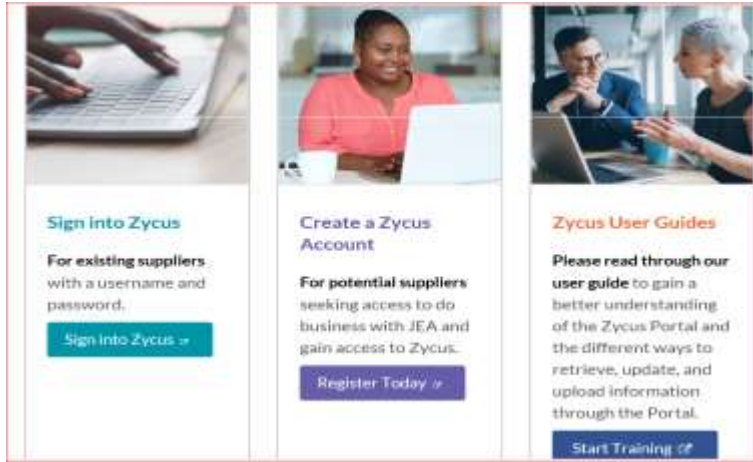 Sign into Zycus
For existing suppliers
with a username and
password.
Sign into Zycus
Create a Zycus
Account
For potential suppliers
seeking access to do
business with JEA and
gain access to Zycus.
Register Today
Zycus User Guides
Please read through our
user guide to gain a
better understanding
of the Zycus Portal and
the different ways to
retrieve, update, and
upload information
through the Portal.
Start Training